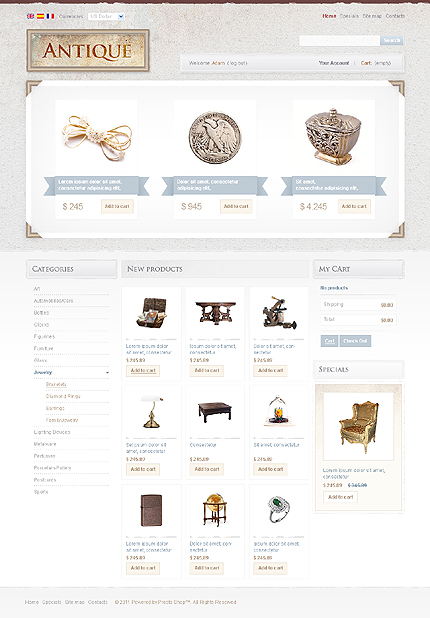 Currencies US Dollar
Home Specials Site map Contacts
ANTIQUE
Search
Welcome Adam (log out)
Your Account | Cart: (empty)
Lorem ipsum dolor sit amet,
consectetur adipisicing elit,
$ 245 Add to cart
Dolor sit amet, consectetur
adipisicing elit,
$ 945 Add to cart
Sit amet,
consectetur adipisicing elit,
$ 4 245 Add to cart
CATEGORIES
Art
Bottles
Clocks
Figurines
Furniture
Glass
Jewelry
Bracelets
Diamond Rings
Earrings
Lighting Devices
Metalware
Perfumes
Porcelain-Pottery
Postcards
Sports
NEW PRODUCTS
Lorem ipsum dolor sit
amet, consectetur
$ 245.89
Add to cart
Ipsum dolor sit amet,
consectetur
$ 245.89
Add to cart
Dolor sit amet, con-
sectetur
$ 245.89
Add to cart
Sit ipsum dolor sit
amet, consectetur
$ 245.89
Add to cart
Consectetur
$ 245.89
Add to cart
Sit amet, consectetur
$ 245.89
Add to cart
Lorem ipsum dolor sit
amet, consectetur
$ 245.89
Add to cart
Dolor sit amet, con-
sectetur
$ 245.89
Add to cart
Ipsum dolor sit amet,
consectetur
$ 245.89
Add to cart
MY CART
No products
Shipping $0.00
Total $0.00
Cart Check Out
SPECIALS
Lorem ipsum dolor sit amet,
consectetur
$ 245.89 $ 345.89
Add to cart
Home Specials Site map Contacts © 2011 Powered by Presta Shop™. All Rights Reserved